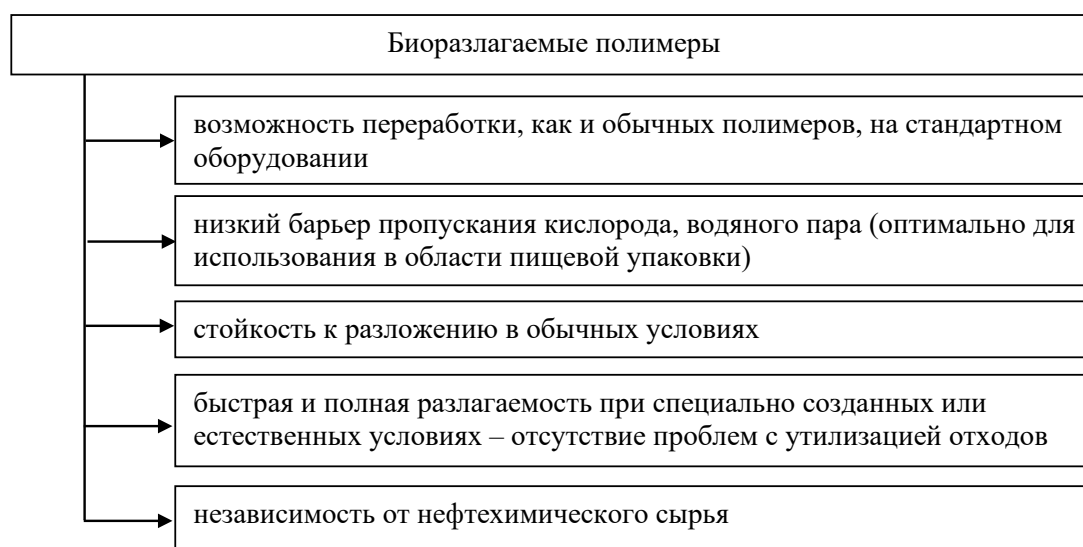 Биоразлагаемые полимеры
возможность переработки, как и обычных полимеров, на стандартном
оборудовании
низкий барьер пропускания кислорода, водяного пара (оптимально для
использования в области пищевой упаковки)
стойкость к разложению в обычных условиях
быстрая и полная разлагаемость при специально созданных или
естественных условиях – отсутствие проблем с утилизацией отходов
независимость от нефтехимического сырья